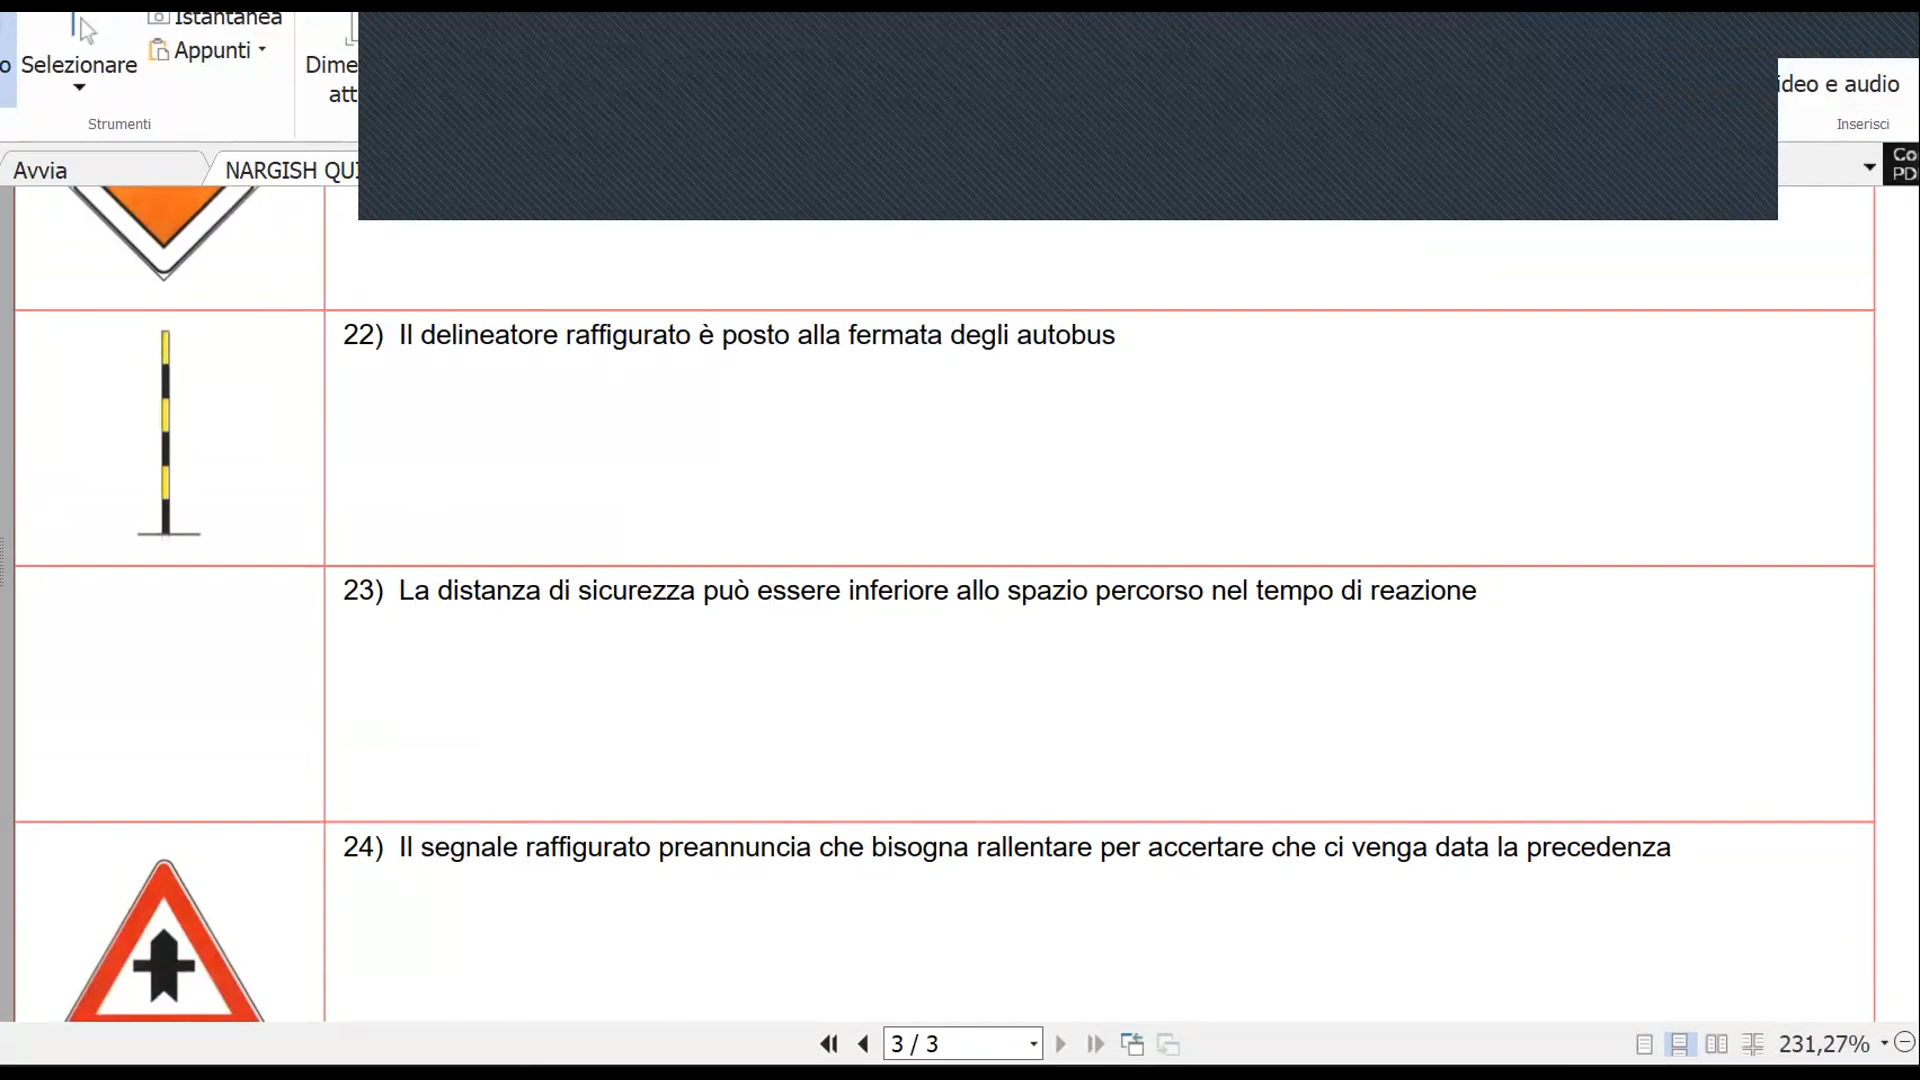 Istantanea
o Selezionare
Appunti
Dime
att
Strumenti
ideo e audio
Inserisci
Avvia
NARGISH QUI
Co
PD
22) Il delineatore raffigurato è posto alla fermata degli autobus
23) La distanza di sicurezza può essere inferiore allo spazio percorso nel tempo di reazione
24) Il segnale raffigurato preannuncia che bisogna rallentare per accertare che ci venga data la precedenza
3 / 3
231,27%